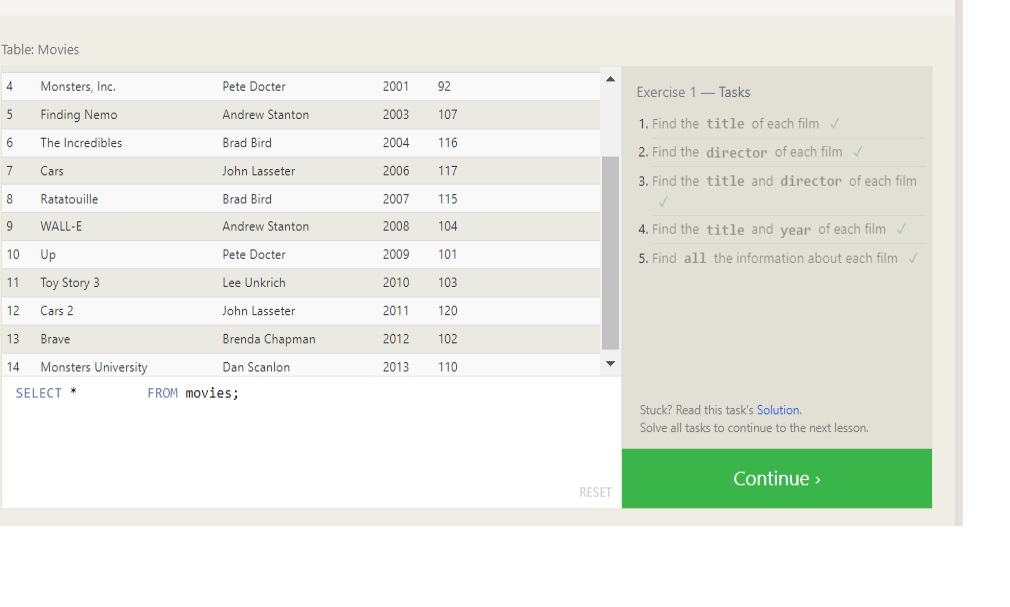 Table: Movies
4 Monsters, Inc. Pete Docter 2001 92
5 Finding Nemo Andrew Stanton 2003 107
6 The Incredibles Brad Bird 2004 116
7 Cars John Lasseter 2006 117
8 Ratatouille Brad Bird 2007 115
9 WALL-E Andrew Stanton 2008 104
10 Up Pete Docter 2009 101
11 Toy Story 3 Lee Unkrich 2010 103
12 Cars 2 John Lasseter 2011 120
13 Brave Brenda Chapman 2012 102
14 Monsters University Dan Scanlon 2013 110
SELECT * FROM movies;
RESET
Exercise 1 — Tasks
1. Find the title of each film ✓
2. Find the director of each film ✓
3. Find the title and director of each film
✓
4. Find the title and year of each film ✓
5. Find all the information about each film ✓
Stuck? Read this task's Solution.
Solve all tasks to continue to the next lesson.
Continue ›